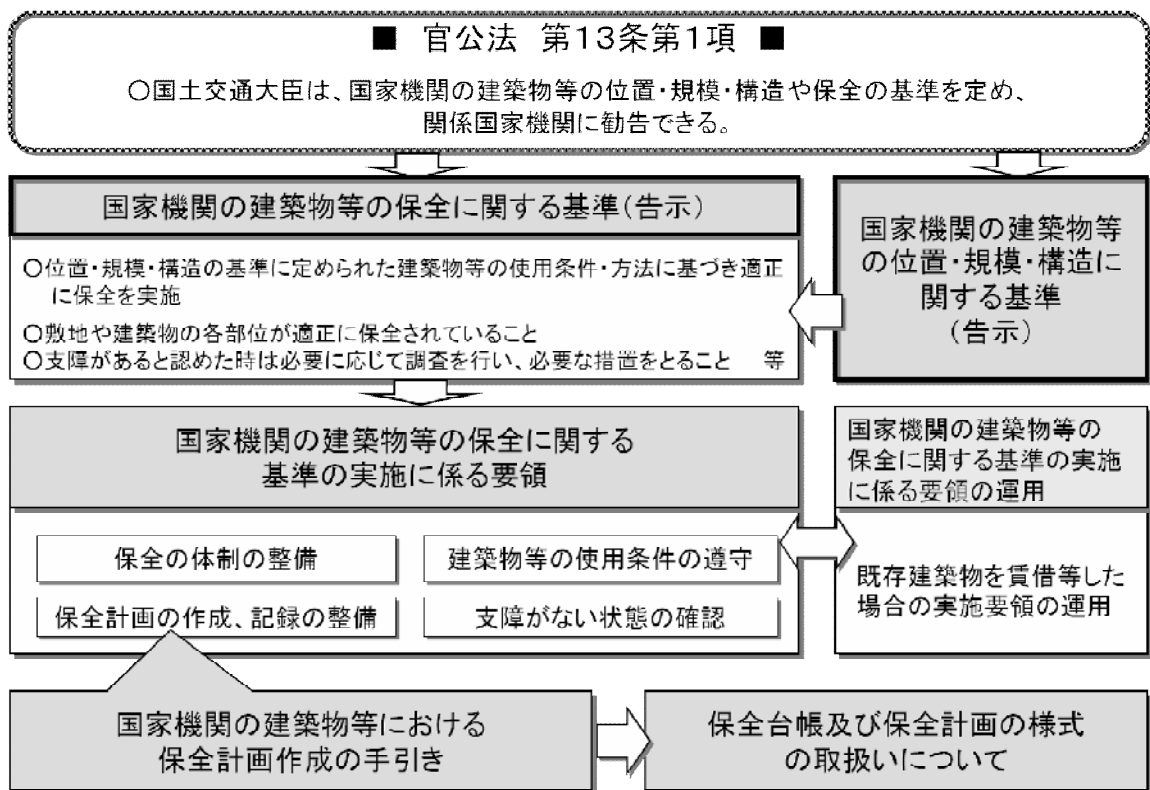 ■ 官公法 第13条第1項 ■
○国土交通大臣は、国家機関の建築物等の位置・規模・構造や保全の基準を定め、
関係国家機関に勧告できる。
国家機関の建築物等の保全に関する基準(告示)
○位置・規模・構造の基準に定められた建築物等の使用条件・方法に基づき適正
に保全を実施
○敷地や建築物の各部位が適正に保全されていること
○支障があると認めた時は必要に応じて調査を行い、必要な措置をとること 等
国家機関の建築物等
の位置・規模・構造に
関する基準
(告示)
国家機関の建築物等の保全に関する
基準の実施に係る要領
保全の体制の整備
建築物等の使用条件の遵守
保全計画の作成、記録の整備
支障がない状態の確認
国家機関の建築物等の
保全に関する基準の実施
に係る要領の運用
既存建築物を賃借等した
場合の実施要領の運用
国家機関の建築物等における
保全計画作成の手引き
保全台帳及び保全計画の様式
の取扱いについて